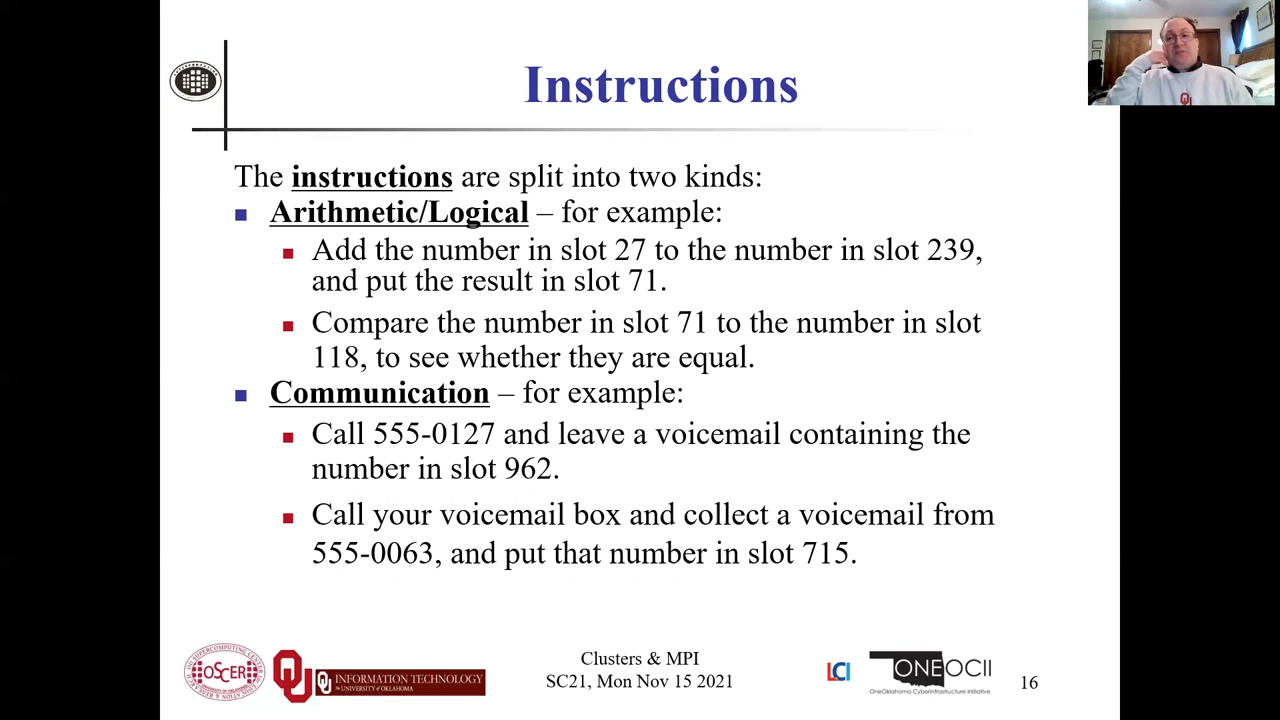 Instructions
The instructions are split into two kinds:
Arithmetic/Logical – for example:
Add the number in slot 27 to the number in slot 239,
and put the result in slot 71.
Compare the number in slot 71 to the number in slot
118, to see whether they are equal.
Communication – for example:
Call 555-0127 and leave a voicemail containing the
number in slot 962.
Call your voicemail box and collect a voicemail from
555-0063, and put that number in slot 715.
OSCER
INFORMATION TECHNOLOGY
The UNIVERSITY of OKLAHOMA
Clusters & MPI
SC21, Mon Nov 15 2021
LCI
ONEOCII
OneOklahoma Cyberinfrastructure Initiative
16